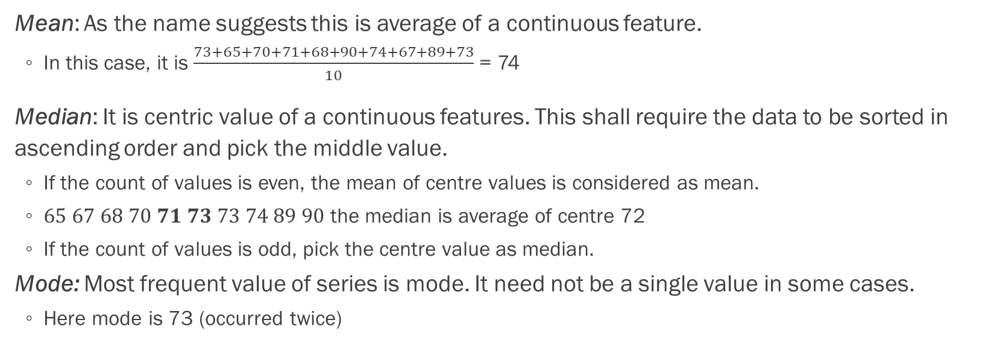 Mean: As the name suggests this is average of a continuous feature.
◦ In this case, it is 73+65+70+71+68+90+74+67+89+73 / 10 = 74
Median: It is centric value of a continuous features. This shall require the data to be sorted in
ascending order and pick the middle value.
◦ If the count of values is even, the mean of centre values is considered as mean.
◦ 65 67 68 70 71 73 73 74 89 90 the median is average of centre 72
◦ If the count of values is odd, pick the centre value as median.
Mode: Most frequent value of series is mode. It need not be a single value in some cases.
◦ Here mode is 73 (occurred twice)